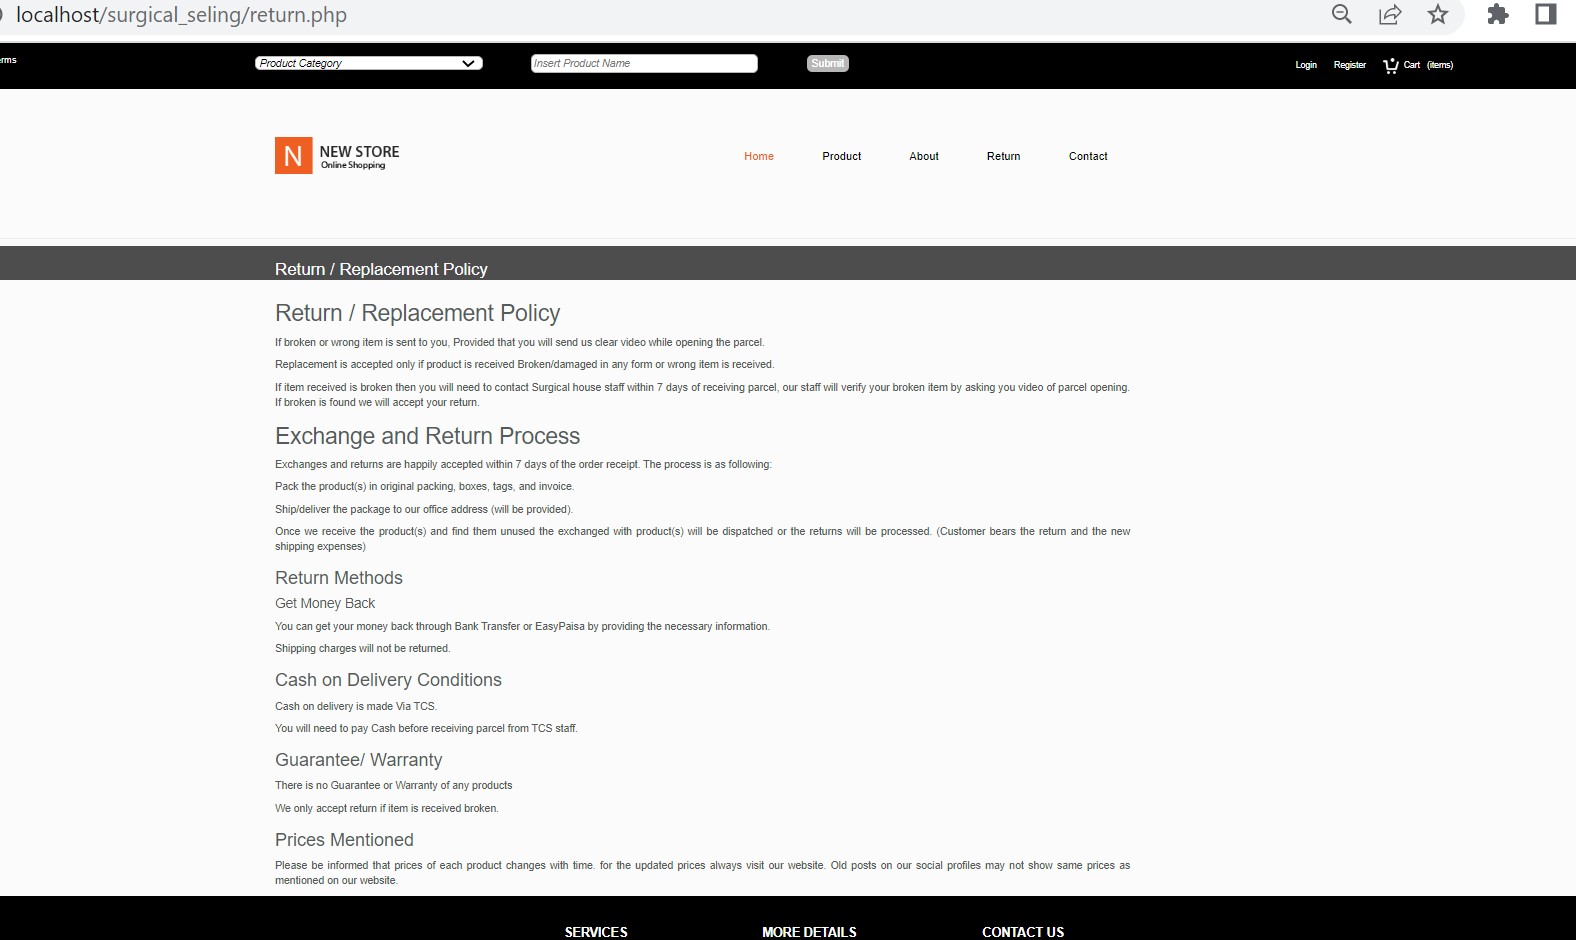 localhost/surgical_seling/return.php
erms
Product Category
Insert Product Name
Submit
Login
Register
Cart (items)
N
NEW STORE
Online Shopping
Home
Product
About
Return
Contact
Return / Replacement Policy
Return / Replacement Policy
If broken or wrong item is sent to you, Provided that you will send us clear video while opening the parcel.
Replacement is accepted only if product is received Broken/damaged in any form or wrong item is received.
If item received is broken then you will need to contact Surgical house staff within 7 days of receiving parcel, our staff will verify your broken item by asking you video of parcel opening.
If broken is found we will accept your return.
Exchange and Return Process
Exchanges and returns are happily accepted within 7 days of the order receipt. The process is as following:
Pack the product(s) in original packing, boxes, tags, and invoice.
Ship/deliver the package to our office address (will be provided).
Once we receive the product(s) and find them unused the exchanged with product(s) will be dispatched or the returns will be processed. (Customer bears the return and the new
shipping expenses)
Return Methods
Get Money Back
You can get your money back through Bank Transfer or EasyPaisa by providing the necessary information.
Shipping charges will not be returned.
Cash on Delivery Conditions
Cash on delivery is made Via TCS.
You will need to pay Cash before receiving parcel from TCS staff.
Guarantee/ Warranty
There is no Guarantee or Warranty of any products
We only accept return if item is received broken.
Prices Mentioned
Please be informed that prices of each product changes with time. for the updated prices always visit our website. Old posts on our social profiles may not show same prices as
mentioned on our website.
SERVICES
MORE DETAILS
CONTACT US